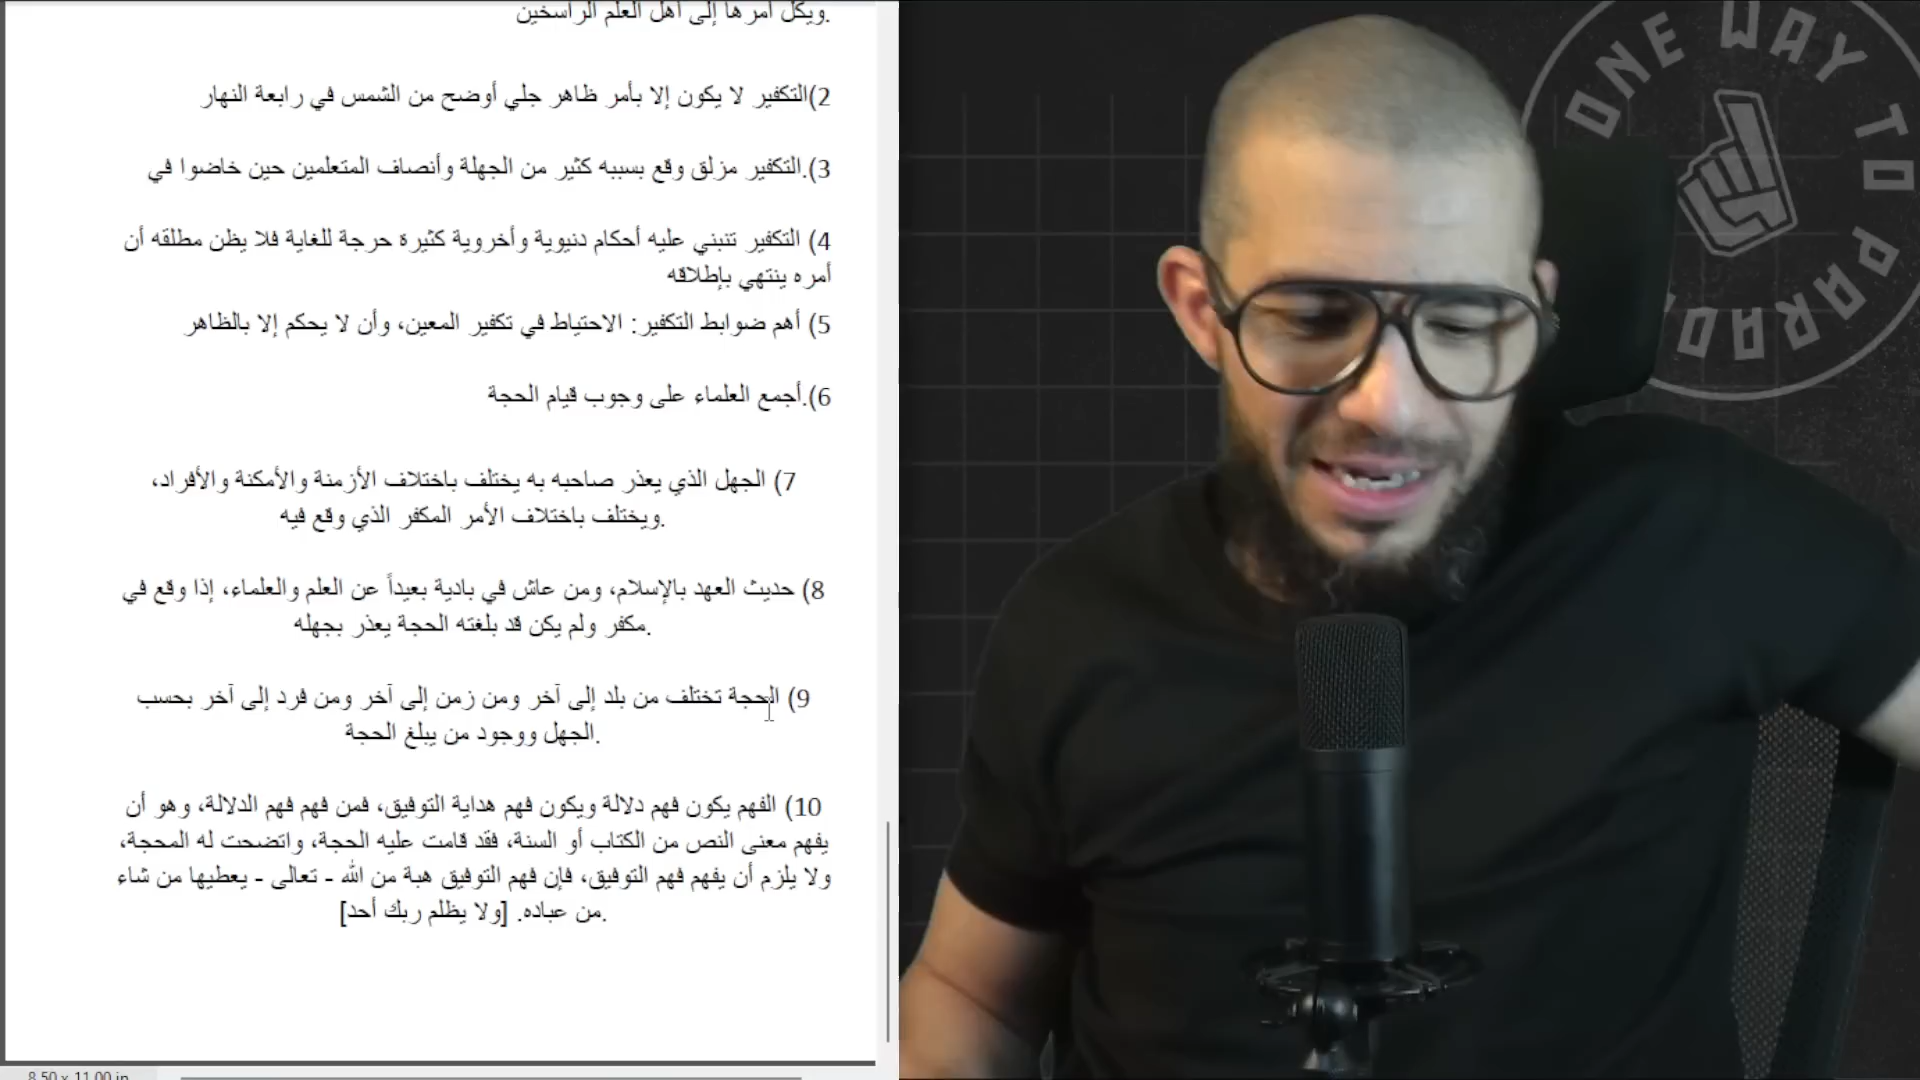 ويكل أمرها إلى أهل العلم الراسخين.
2)التكفير لا يكون إلا بأمر ظاهر جلي أوضح من الشمس في رابعة النهار
3).التكفير مزلق وقع بسببه كثير من الجهلة وأنصاف المتعلمين حين خاضوا في
4) التكفير تنبني عليه أحكام دنيوية وأخروية كثيرة حرجة للغاية فلا يظن مطلقه أن
أمره ينتهي بإطلاقه
5) أهم ضوابط التكفير: الاحتياط في تكفير المعين، وأن لا يحكم إلا بالظاهر
6).أجمع العلماء على وجوب قيام الحجة
7) الجهل الذي يعذر صاحبه به يختلف باختلاف الأزمنة والأمكنة والأفراد،
.ويختلف باختلاف الأمر المكفر الذي وقع فيه
8) حديث العهد بالإسلام، ومن عاش في بادية بعيداً عن العلم والعلماء، إذا وقع في
.مكفر ولم يكن قد بلغته الحجة يعذر بجهله
9) الحجة تختلف من بلد إلى آخر ومن زمن إلى آخر ومن فرد إلى آخر بحسب
.الجهل ووجود من يبلغ الحجة
10) الفهم يكون فهم دلالة ويكون فهم هداية التوفيق، فمن فهم فهم الدلالة، وهو أن
يفهم معنى النص من الكتاب أو السنة، فقد قامت عليه الحجة، واتضحت له المحجة،
ولا يلزم أن يفهم فهم التوفيق، فإن فهم التوفيق هبة من الله - تعالى - يعطيها من شاء
.من عباده. [ولا يظلم ربك أحد]
8.50 x 11.00 in
ONE WAY TO PARAD